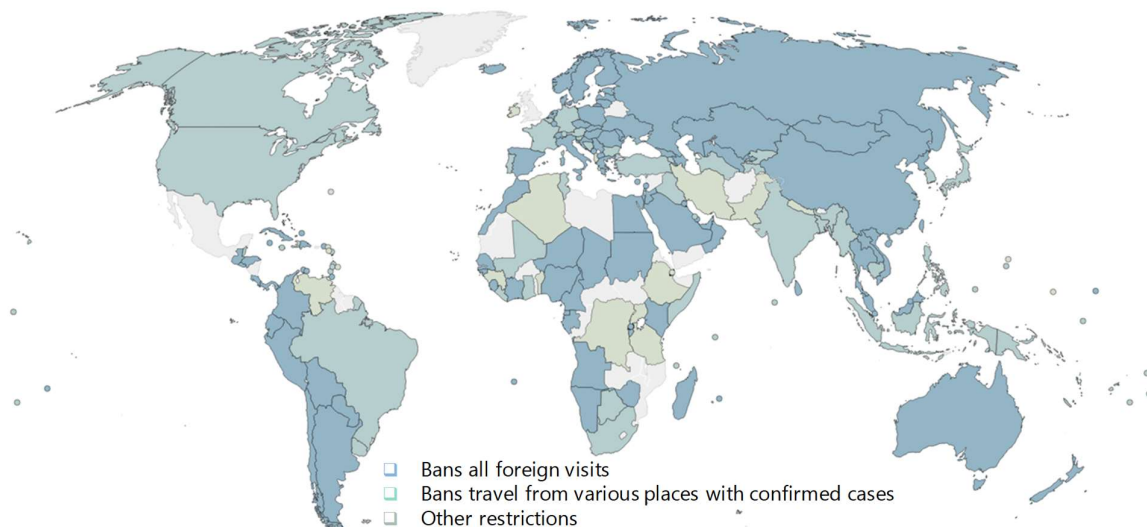 Bans all foreign visits
Bans travel from various places with confirmed cases
Other restrictions